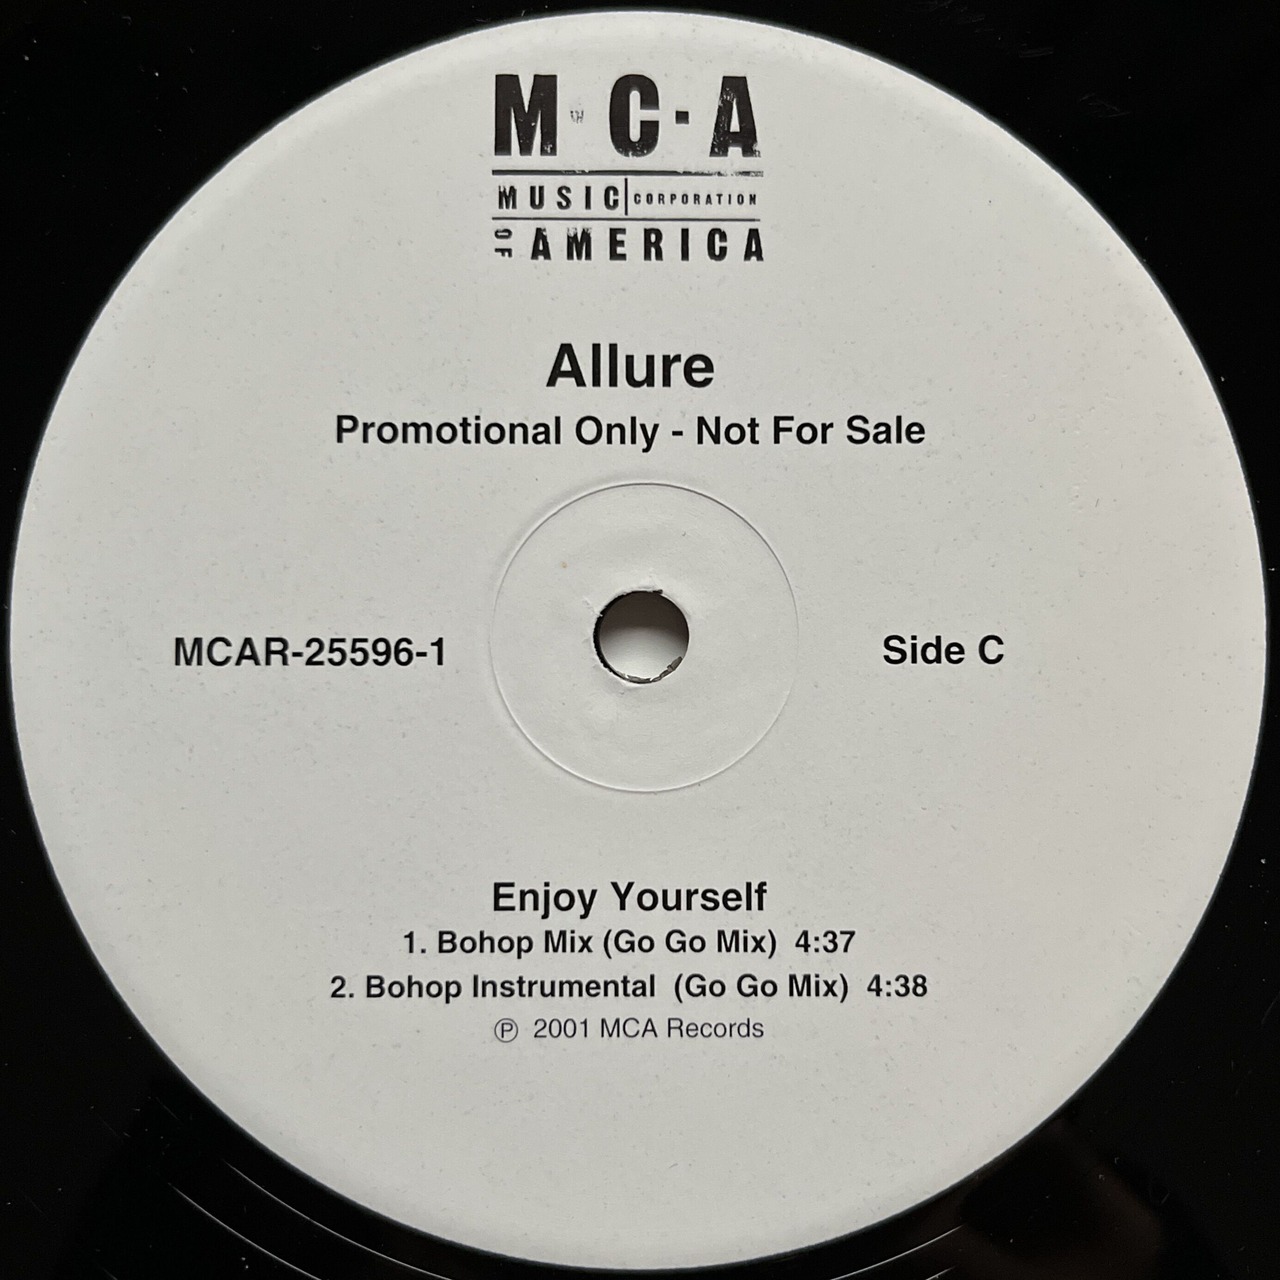 M·C·A
MUSIC CORPORATION
OF AMERICA
Allure
Promotional Only - Not For Sale
MCAR-25596-1
Side C
Enjoy Yourself
1. Bohop Mix (Go Go Mix) 4:37
2. Bohop Instrumental (Go Go Mix) 4:38
℗ 2001 MCA Records